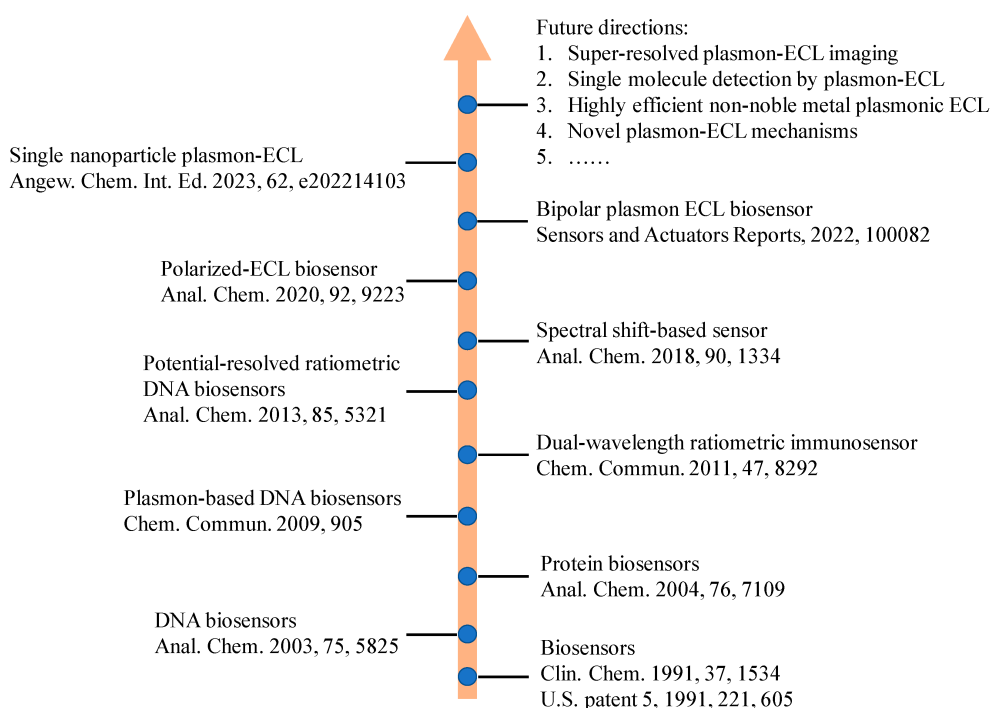 Future directions:
1. Super-resolved plasmon-ECL imaging
2. Single molecule detection by plasmon-ECL
3. Highly efficient non-noble metal plasmonic ECL
4. Novel plasmon-ECL mechanisms
5. ……
Single nanoparticle plasmon-ECL
Angew. Chem. Int. Ed. 2023, 62, e202214103
Bipolar plasmon ECL biosensor
Sensors and Actuators Reports, 2022, 100082
Polarized-ECL biosensor
Anal. Chem. 2020, 92, 9223
Spectral shift-based sensor
Anal. Chem. 2018, 90, 1334
Potential-resolved ratiometric
DNA biosensors
Anal. Chem. 2013, 85, 5321
Dual-wavelength ratiometric immunosensor
Chem. Commun. 2011, 47, 8292
Plasmon-based DNA biosensors
Chem. Commun. 2009, 905
Protein biosensors
Anal. Chem. 2004, 76, 7109
DNA biosensors
Anal. Chem. 2003, 75, 5825
Biosensors
Clin. Chem. 1991, 37, 1534
U.S. patent 5, 1991, 221, 605